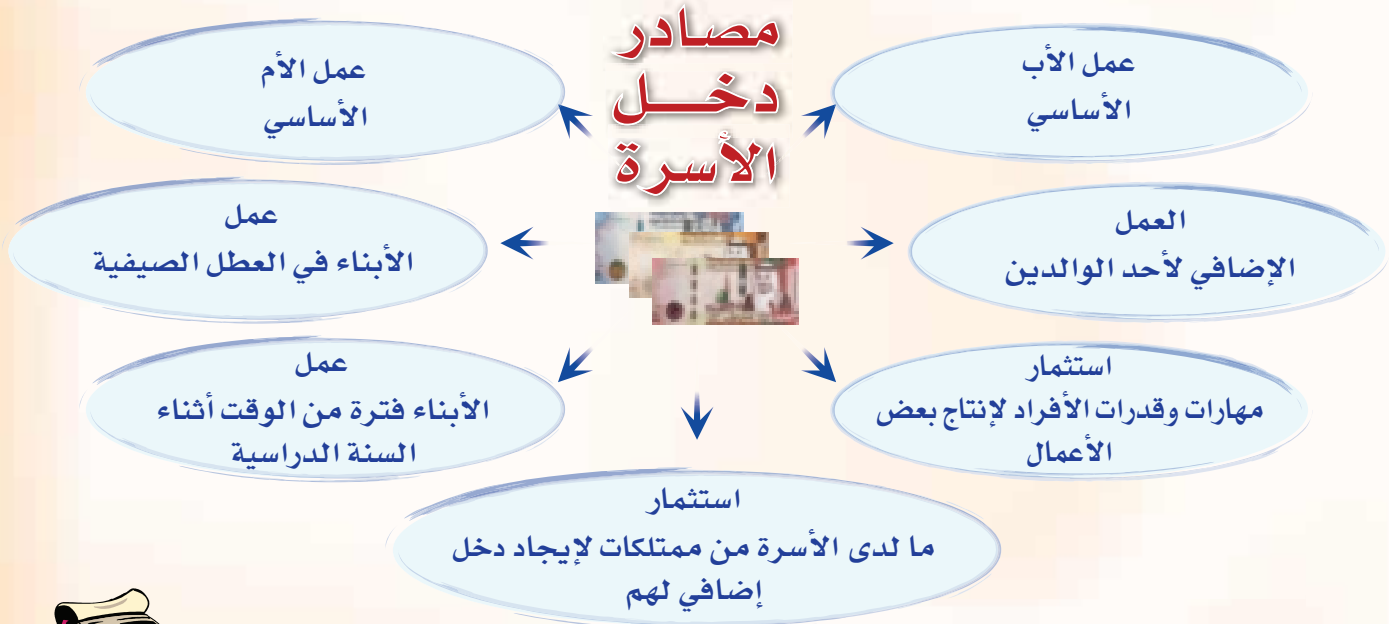 مصادر
دخل
الأسرة
عمل الأب
الأساسي
عمل الأم
الأساسي
العمل
الإضافي لأحد الوالدين
عمل
الأبناء في العطل الصيفية
استثمار
مهارات وقدرات الأفراد لإنتاج بعض
الأعمال
عمل
الأبناء فترة من الوقت أثناء
السنة الدراسية
استثمار
ما لدى الأسرة من ممتلكات لإيجاد دخل
إضافي لهم